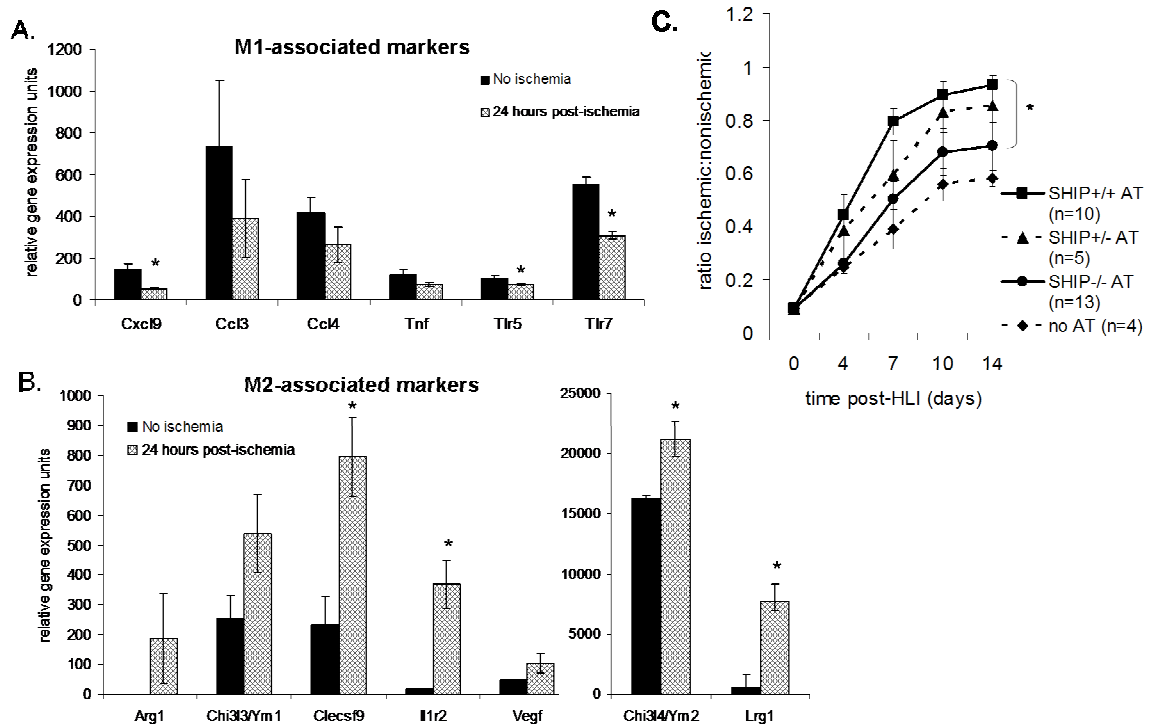 A.
M1-associated markers
1200
1000
800
600
400
200
0
relative gene expression units
No ischemia
24 hours post-ischemia
*
*
*
Cxcl9 Ccl3 Ccl4 Tnf Tlr5 Tlr7
B.
M2-associated markers
1000
900
800
700
600
500
400
300
200
100
0
relative gene expression units
No ischemia
24 hours post-ischemia
*
*
Arg1 Chi3l3/Ym1 Clecsf9 Il1r2 Vegf
25000
20000
15000
10000
5000
0
*
*
Chi3l4/Ym2 Lrg1
C.
1.2
1
0.8
0.6
0.4
0.2
0
ratio ischemic:nonischemic
*
SHIP+/+ AT
(n=10)
SHIP+/- AT
(n=5)
SHIP-/- AT
(n=13)
no AT (n=4)
0 4 7 10 14
time post-HLI (days)